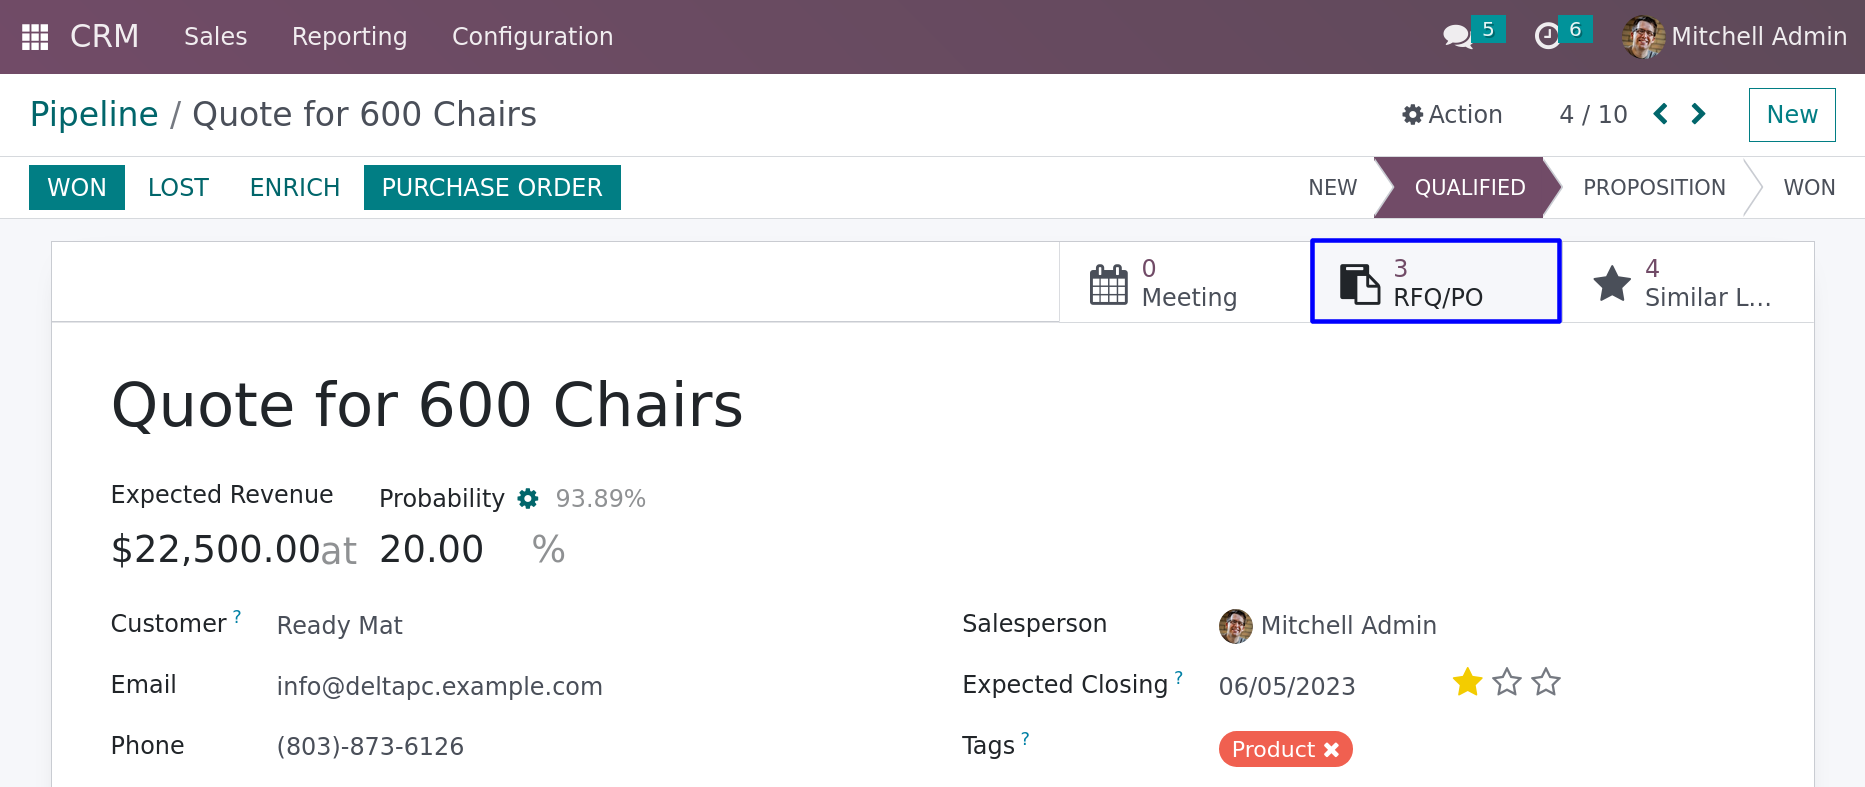 CRM Sales Reporting Configuration 5 6 Mitchell Admin
Pipeline / Quote for 600 Chairs Action 4 / 10 New
WON LOST ENRICH PURCHASE ORDER NEW QUALIFIED PROPOSITION WON
0 3 4
Meeting RFQ/PO Similar L...
Quote for 600 Chairs
Expected Revenue Probability 93.89%
$22,500.00 at 20.00 %
Customer ? Ready Mat Salesperson Mitchell Admin
Email info@deltapc.example.com Expected Closing ? 06/05/2023
Phone (803)-873-6126 Tags ? Product